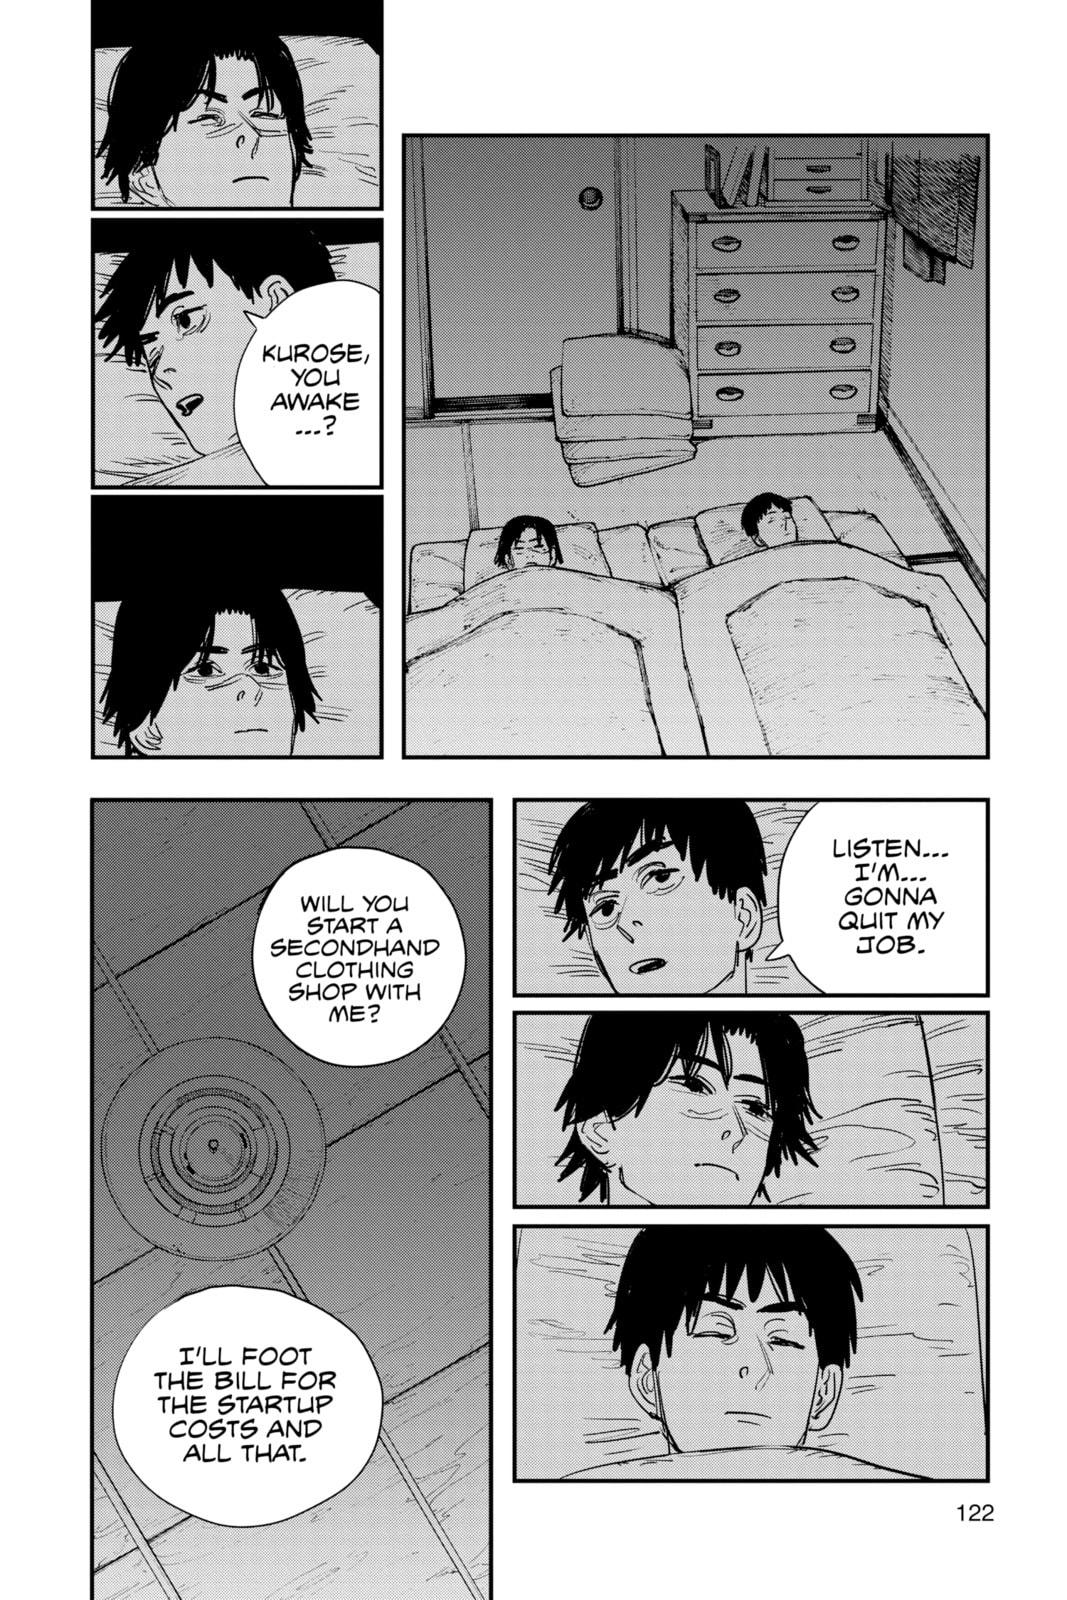 KUROSE,
YOU
AWAKE
...?
LISTEN...
I'M...
GONNA
QUIT MY
JOB.
WILL YOU
START A
SECONDHAND
CLOTHING
SHOP WITH
ME?
I'LL FOOT
THE BILL FOR
THE STARTUP
COSTS AND
ALL THAT.
122